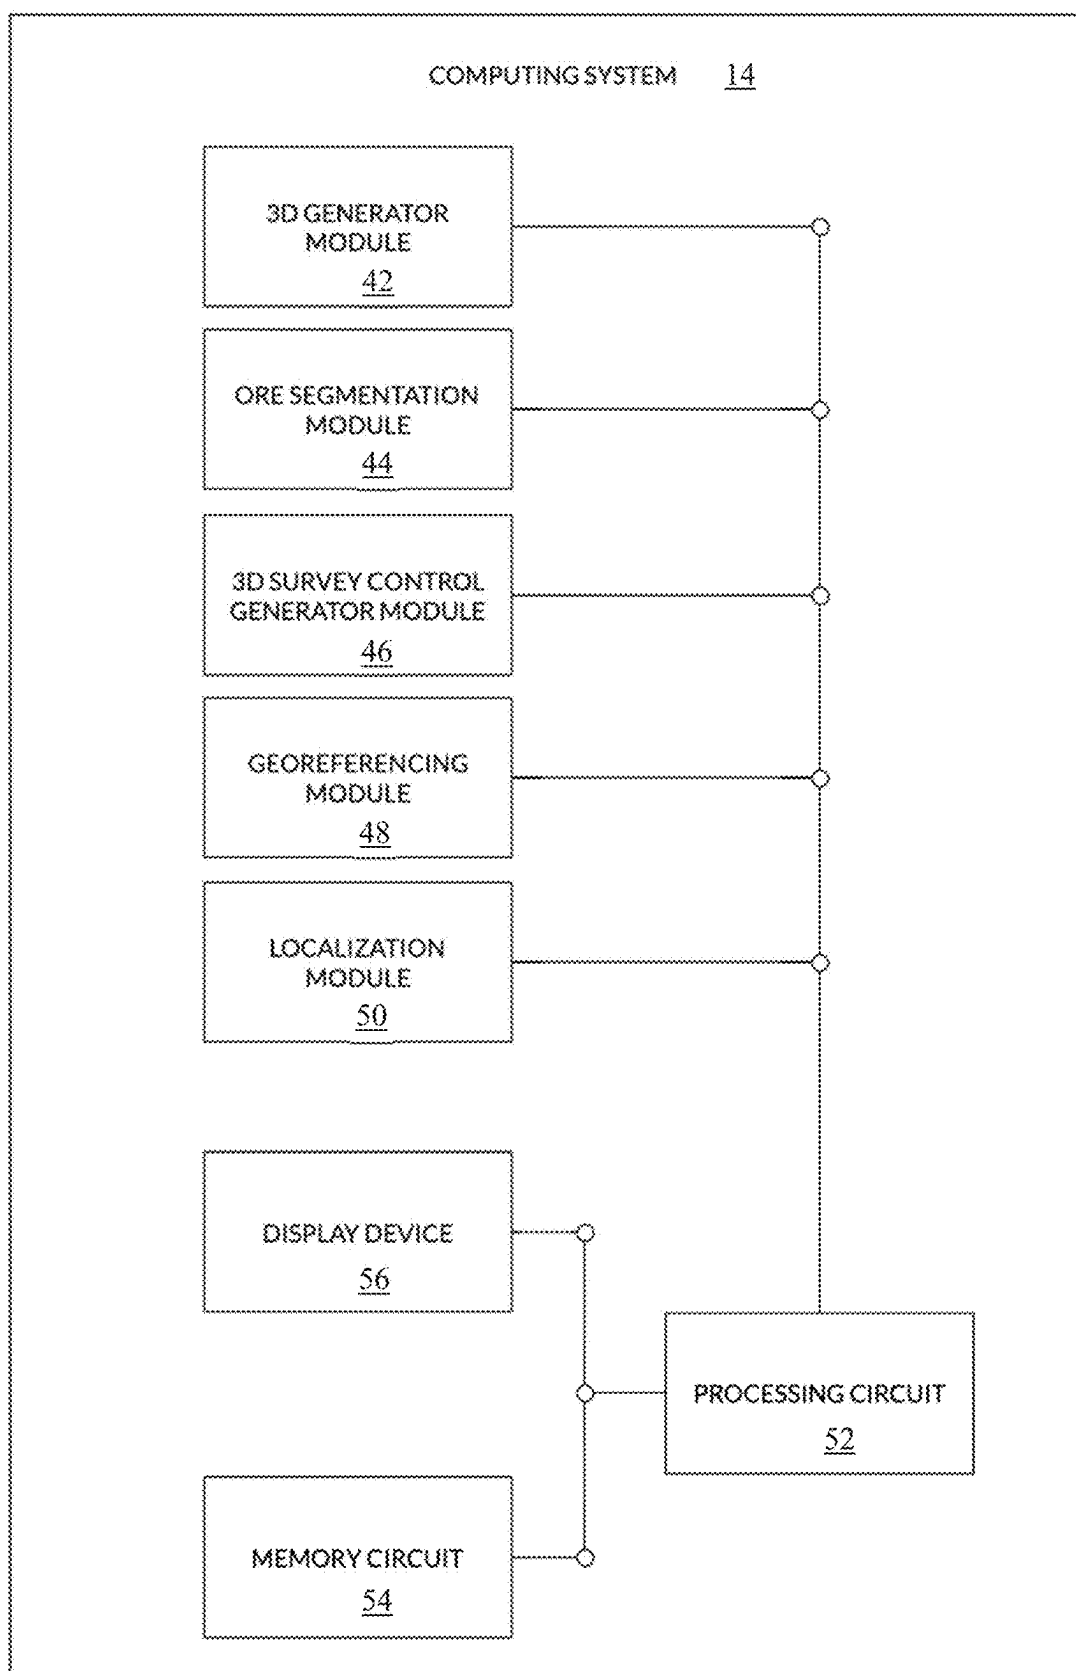 COMPUTING SYSTEM 14
3D GENERATOR
MODULE
42
ORE SEGMENTATION
MODULE
44
3D SURVEY CONTROL
GENERATOR MODULE
46
GEOREFERENCING
MODULE
48
LOCALIZATION
MODULE
50
DISPLAY DEVICE
56
PROCESSING CIRCUIT
52
MEMORY CIRCUIT
54